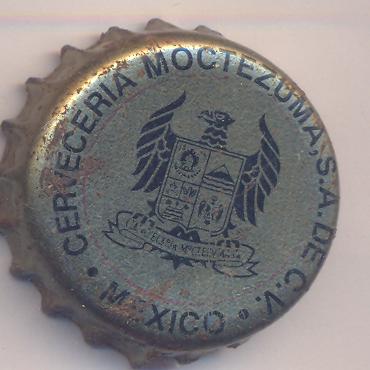 CERVECERIA MOCTEZUMA, S.A. DE C.V.
• MEXICO •